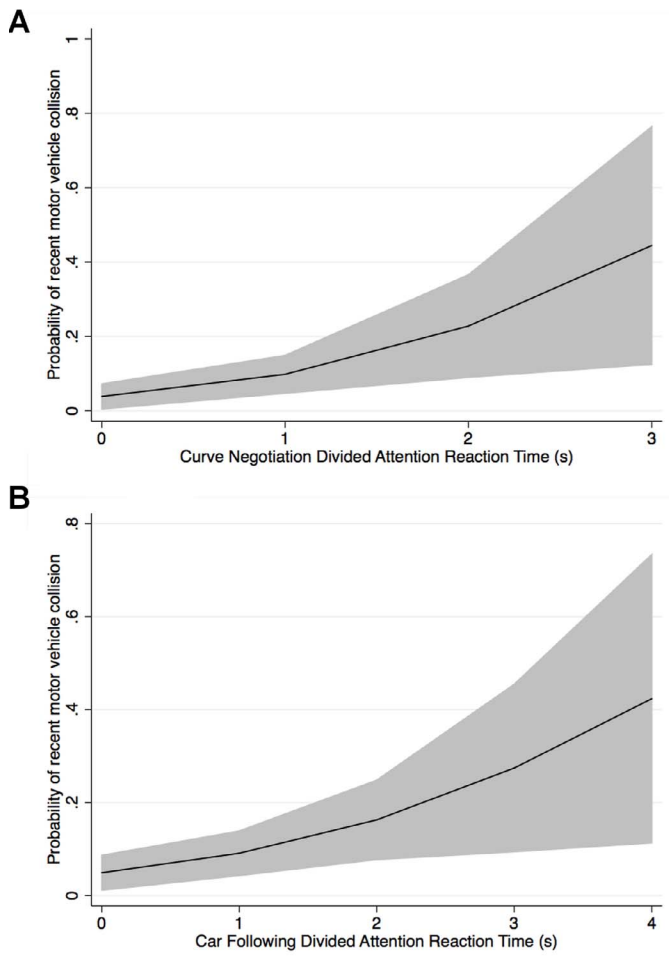 A
Probability of recent motor vehicle collision
1
.8
.6
.4
.2
0
0 1 2 3
Curve Negotiation Divided Attention Reaction Time (s)
B
Probability of recent motor vehicle collision
.8
.6
.4
.2
0
0 1 2 3 4
Car Following Divided Attention Reaction Time (s)